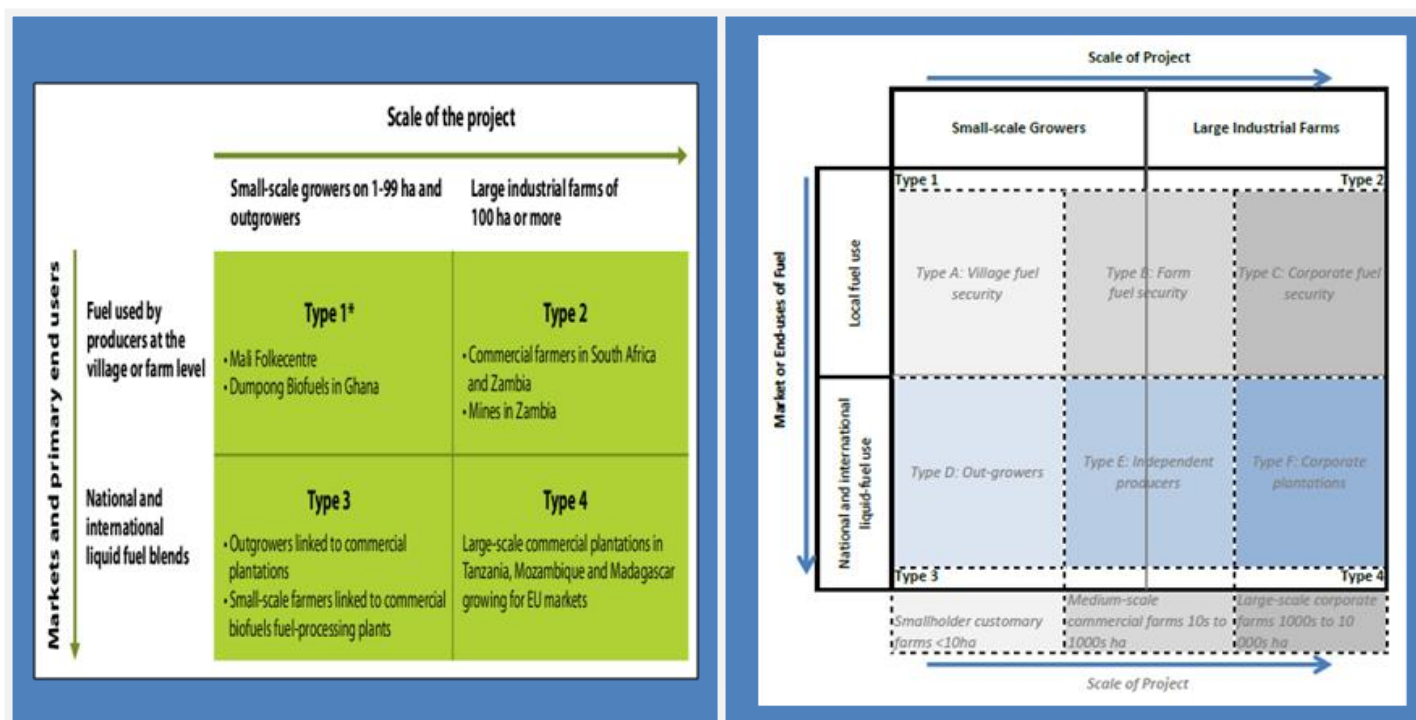 Scale of the project
Small-scale growers on 1-99 ha and
outgrowers
Large industrial farms of
100 ha or more
Markets and primary end users
Fuel used by
producers at the
village or farm level
Type 1*
• Mali Folkecentre
• Dumpong Biofuels in Ghana
Type 2
• Commercial farmers in South Africa
and Zambia
• Mines in Zambia
National and
international
liquid fuel blends
Type 3
• Outgrowers linked to commercial
plantations
• Small-scale farmers linked to commercial
biofuels fuel-processing plants
Type 4
Large-scale commercial plantations in
Tanzania, Mozambique and Madagascar
growing for EU markets
Scale of Project
Small-scale Growers
Large Industrial Farms
Market or End-uses of Fuel
Local fuel use
Type 1
Type 2
Type A: Village fuel
security
Type B: Farm
fuel security
Type C: Corporate fuel
security
National and international
liquid-fuel use
Type D: Out-growers
Type E: Independent
producers
Type F: Corporate
plantations
Type 3
Type 4
Smallholder customary
farms <10ha
Medium-scale
commercial farms 10s to
1000s ha
Large-scale corporate
farms 1000s to 10
000s ha
Scale of Project